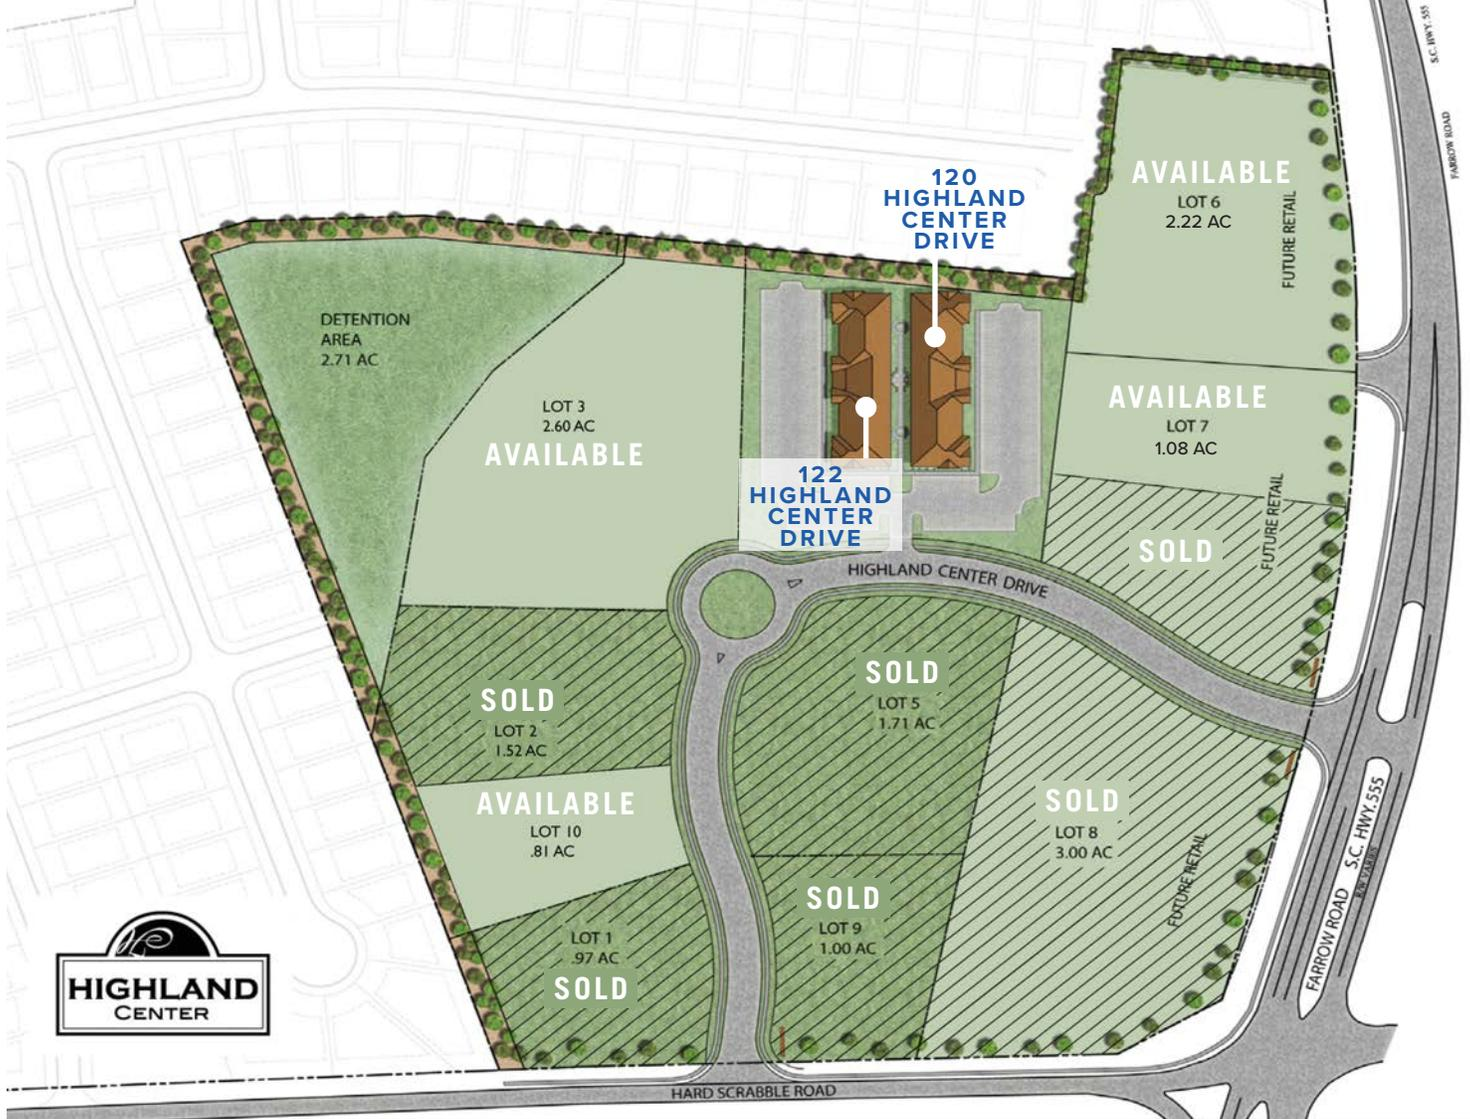 S.C. HWY. 555
FARROW ROAD
AVAILABLE
LOT 6
2.22 AC
FUTURE RETAIL
120
HIGHLAND
CENTER
DRIVE
DETENTION
AREA
2.71 AC
LOT 3
2.60 AC
AVAILABLE
AVAILABLE
LOT 7
1.08 AC
122
HIGHLAND
CENTER
DRIVE
SOLD
FUTURE RETAIL
HIGHLAND CENTER DRIVE
SOLD
LOT 2
1.52 AC
SOLD
LOT 5
1.71 AC
AVAILABLE
LOT 10
.81 AC
SOLD
LOT 8
3.00 AC
FUTURE RETAIL
SOLD
LOT 9
1.00 AC
LOT 1
.97 AC
SOLD
FARROW ROAD S.C. HWY. 555
HIGHLAND
CENTER
HARD SCRABBLE ROAD